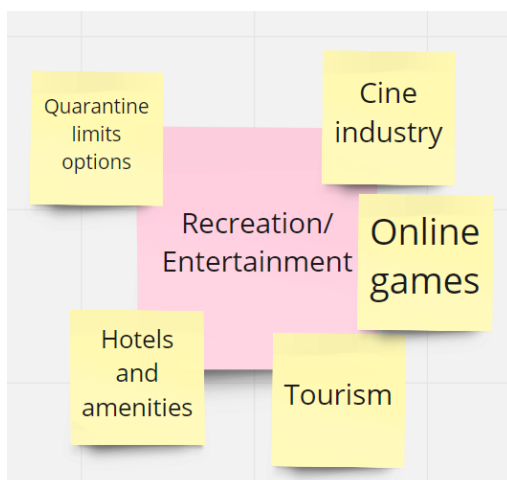 Quarantine
limits
options
Cine
industry
Recreation/
Entertainment
Online
games
Hotels
and
amenities
Tourism